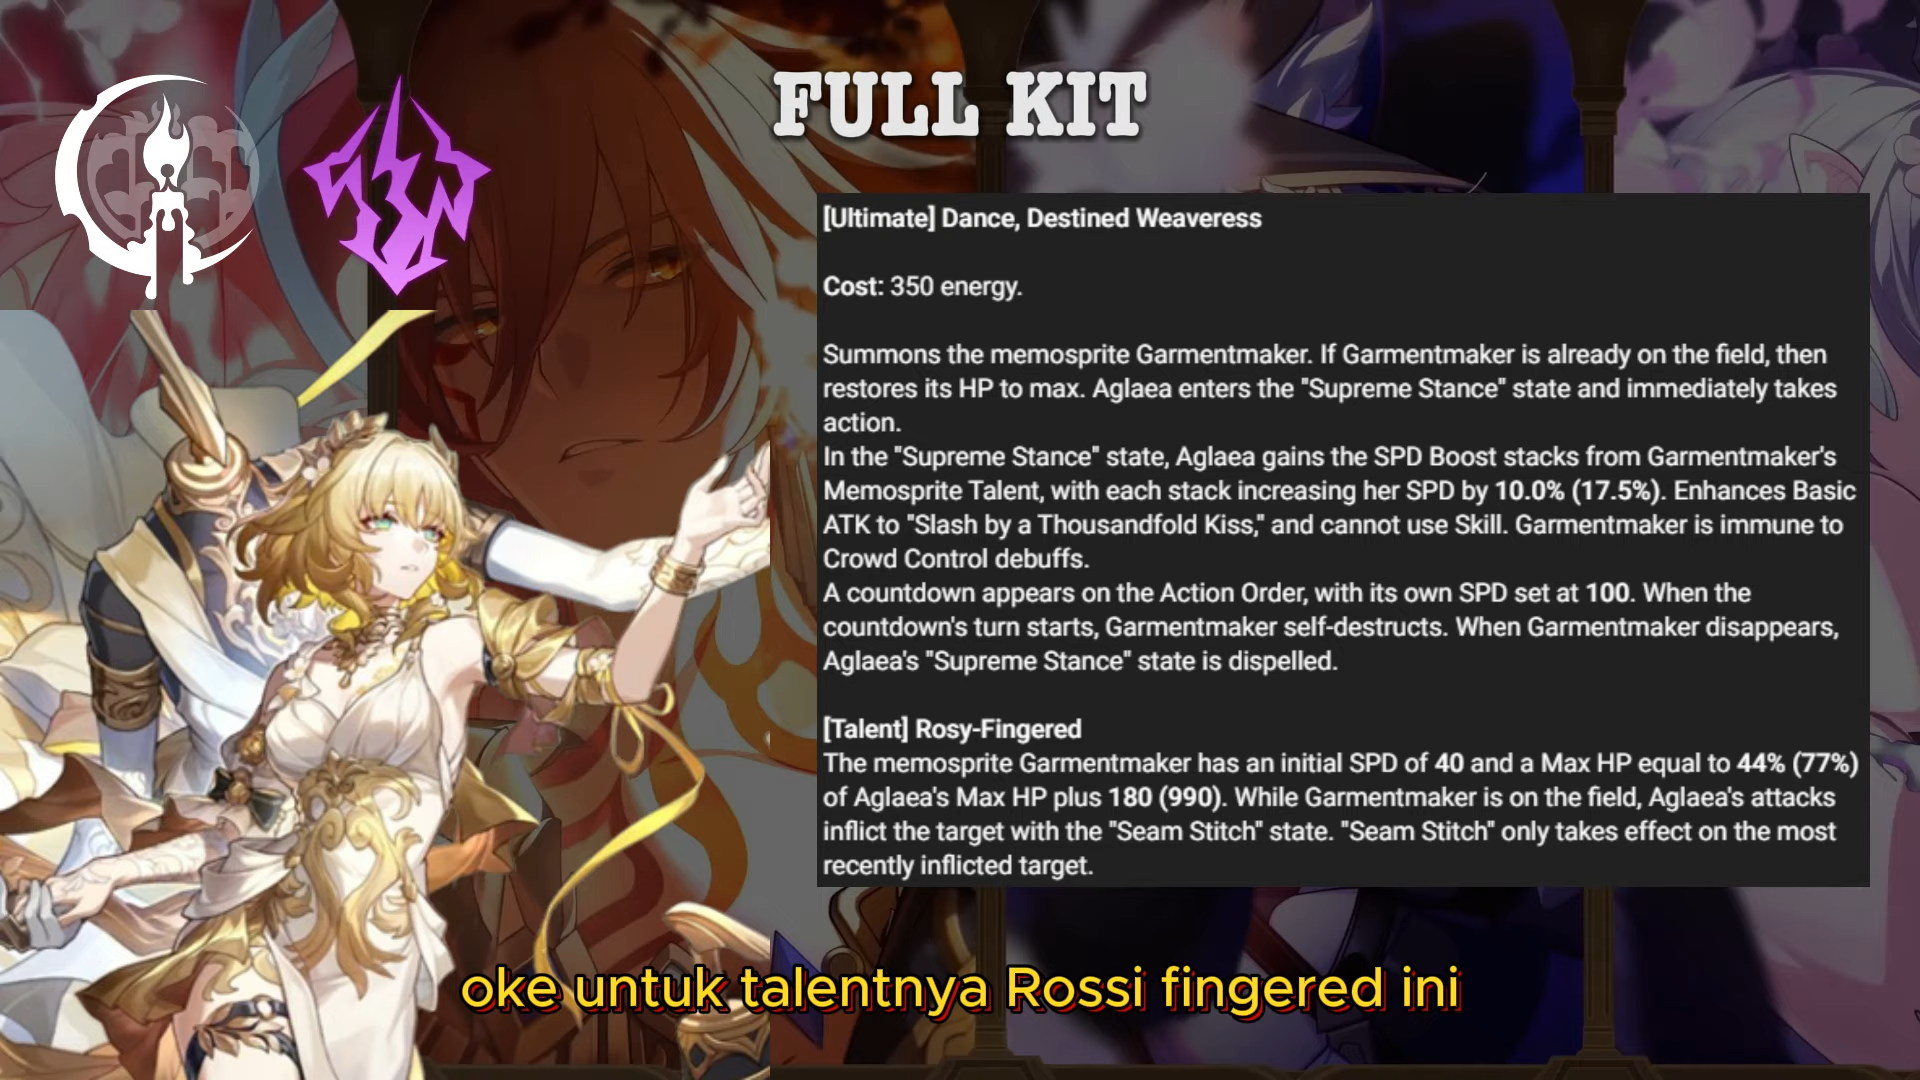 FULL KIT
[Ultimate] Dance, Destined Weaveress
Cost: 350 energy.
Summons the memosprite Garmentmaker. If Garmentmaker is already on the field, then
restores its HP to max. Aglaea enters the "Supreme Stance" state and immediately takes
action.
In the "Supreme Stance" state, Aglaea gains the SPD Boost stacks from Garmentmaker's
Memosprite Talent, with each stack increasing her SPD by 10.0% (17.5%). Enhances Basic
ATK to "Slash by a Thousandfold Kiss," and cannot use Skill. Garmentmaker is immune to
Crowd Control debuffs.
A countdown appears on the Action Order, with its own SPD set at 100. When the
countdown's turn starts, Garmentmaker self-destructs. When Garmentmaker disappears,
Aglaea's "Supreme Stance" state is dispelled.
[Talent] Rosy-Fingered
The memosprite Garmentmaker has an initial SPD of 40 and a Max HP equal to 44% (77%)
of Aglaea's Max HP plus 180 (990). While Garmentmaker is on the field, Aglaea's attacks
inflict the target with the "Seam Stitch" state. "Seam Stitch" only takes effect on the most
recently inflicted target.
oke untuk talentnya Rossi fingered ini